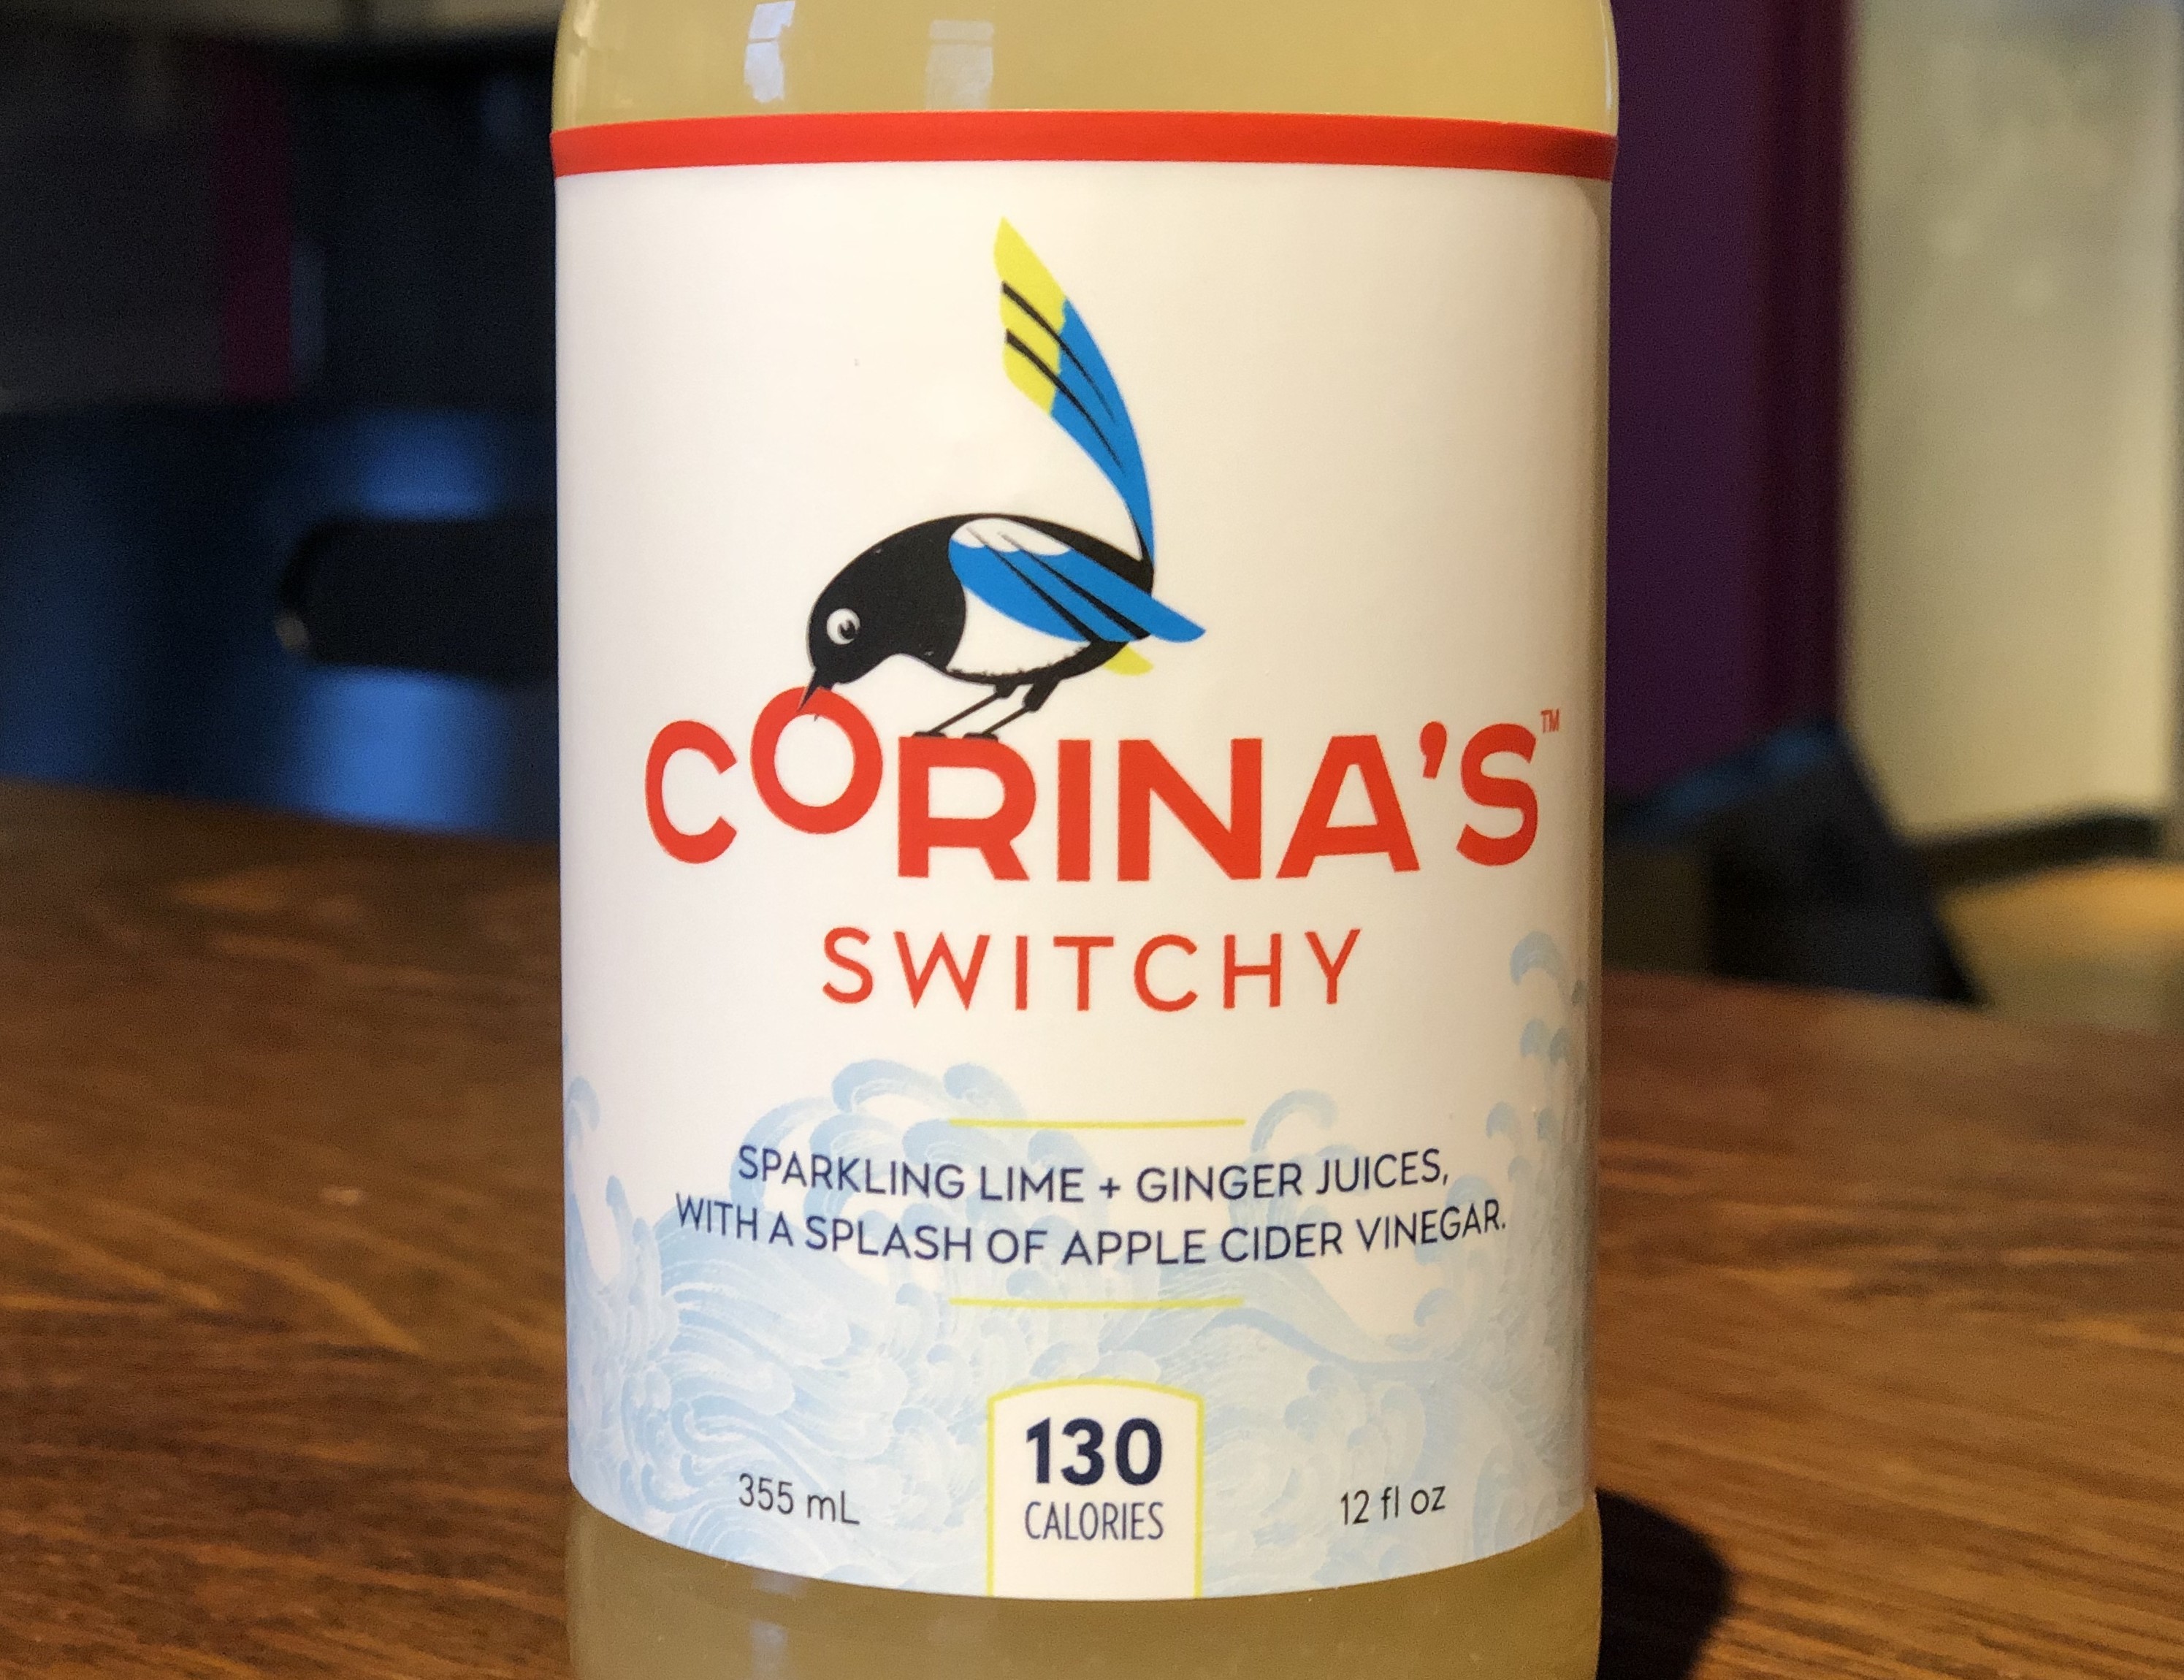 CORINA'S™
SWITCHY
SPARKLING LIME + GINGER JUICES,
WITH A SPLASH OF APPLE CIDER VINEGAR.
130
CALORIES
355 mL
12 fl oz